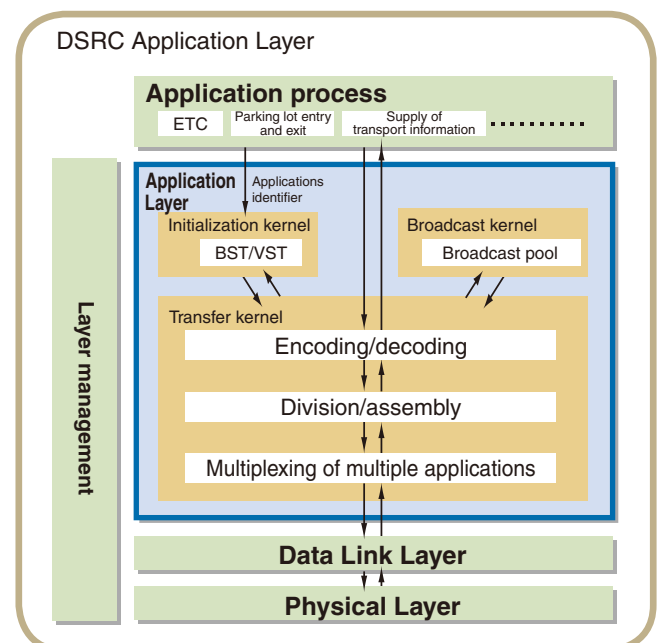 DSRC Application Layer
Application process
ETC
Parking lot entry
and exit
Supply of
transport information
Application
Layer
Applications
identifier
Initialization kernel
BST/VST
Broadcast kernel
Broadcast pool
Layer management
Transfer kernel
Encoding/decoding
Division/assembly
Multiplexing of multiple applications
Data Link Layer
Physical Layer